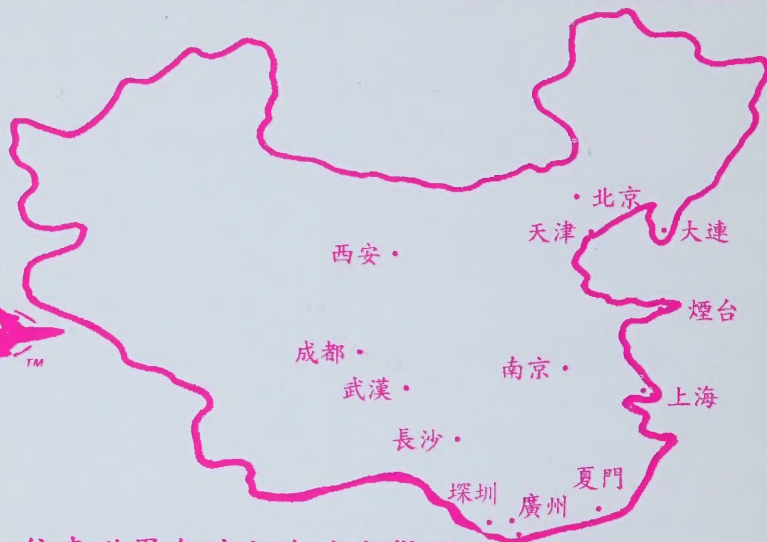 北京
天津
大連
西安
煙台
TM
成都
南京
武漢
上海
長沙
夏門
堔圳
廣州